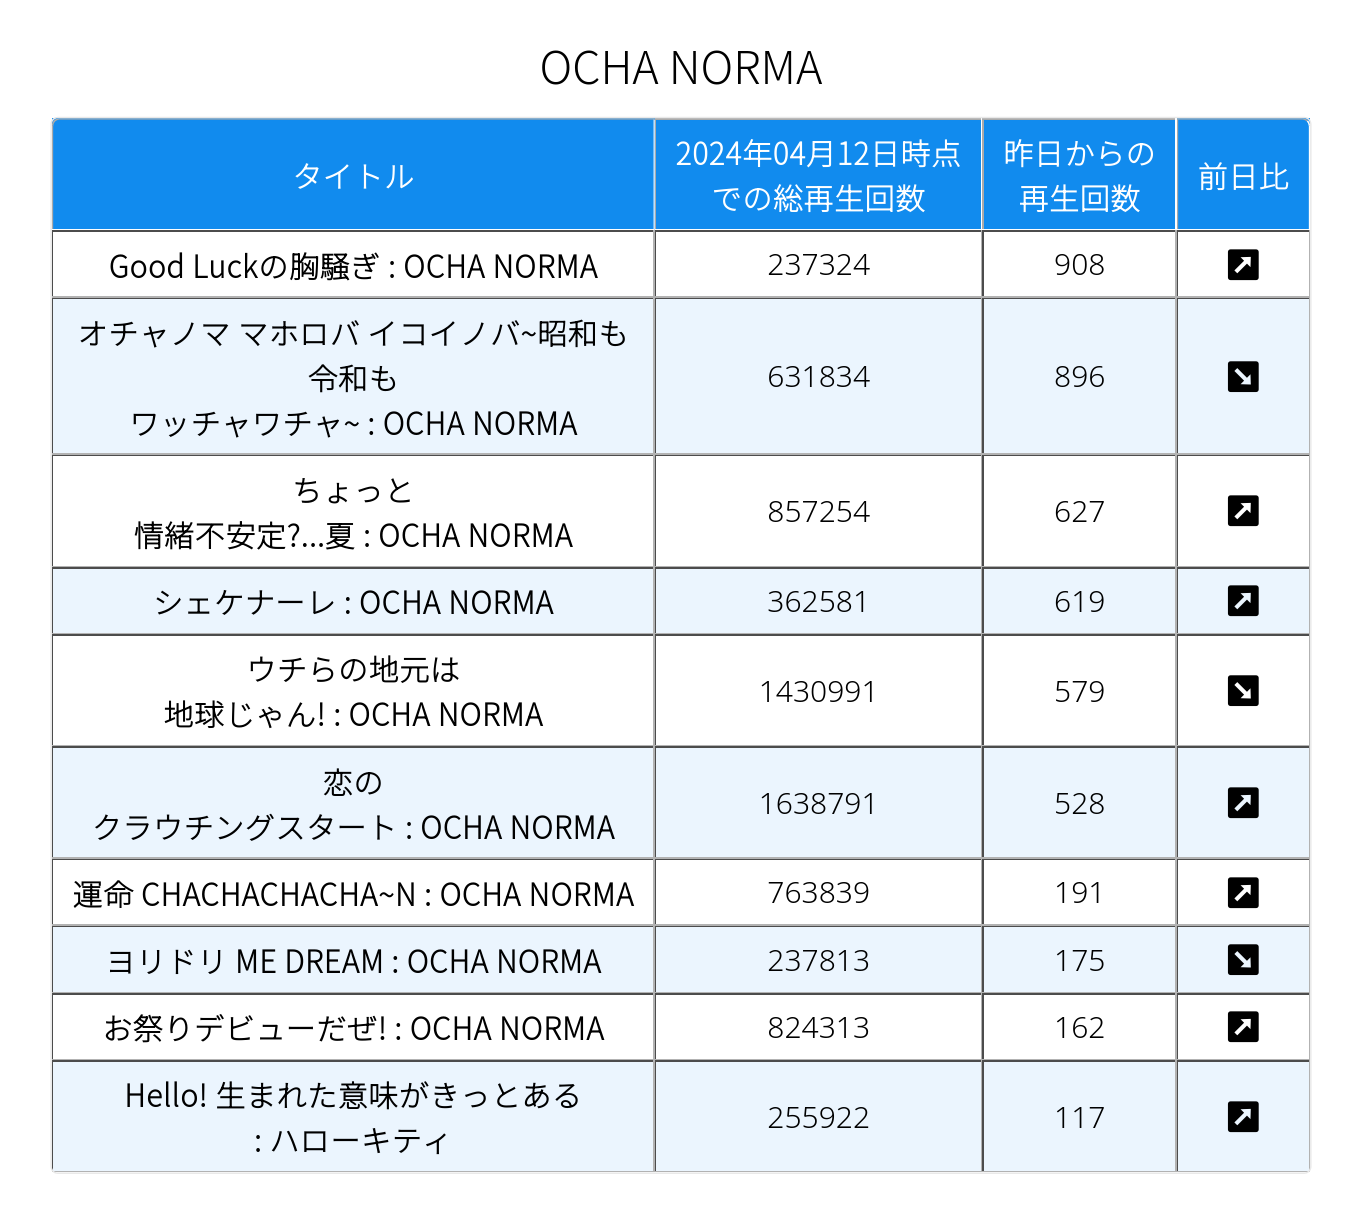 OCHA NORMA
タイトル
2024年04月12日時点
での総再生回数
昨日からの
再生回数
前日比
Good Luckの胸騒ぎ : OCHA NORMA
237324
908
オチャノマ マホロバ イコイノバ~昭和も
令和も
ワッチャワチャ~ : OCHA NORMA
631834
896
ちょっと
情緒不安定?...夏 : OCHA NORMA
857254
627
シェケナーレ : OCHA NORMA
362581
619
ウチらの地元は
地球じゃん! : OCHA NORMA
1430991
579
恋の
クラウチングスタート : OCHA NORMA
1638791
528
運命 CHACHACHACHA~N : OCHA NORMA
763839
191
ヨリドリ ME DREAM : OCHA NORMA
237813
175
お祭りデビューだぜ! : OCHA NORMA
824313
162
Hello! 生まれた意味がきっとある
: ハローキティ
255922
117